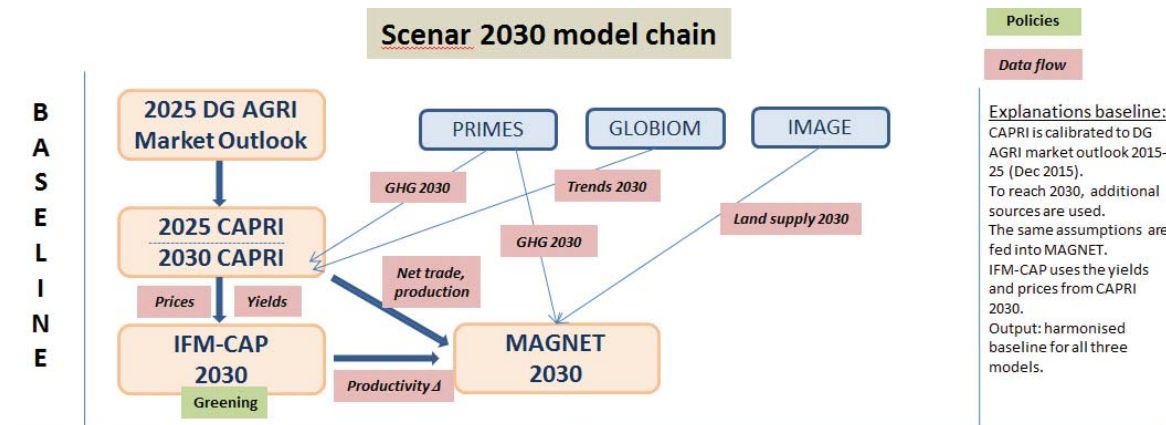 Scenar 2030 model chain
Policies
Data flow
B
A
S
E
L
I
N
E
2025 DG AGRI
Market Outlook
PRIMES
GLOBIOM
IMAGE
GHG 2030
Trends 2030
Land supply 2030
GHG 2030
2025 CAPRI
2030 CAPRI
Net trade,
production
Prices
Yields
IFM-CAP
2030
Greening
Productivity Δ
MAGNET
2030
Explanations baseline:
CAPRI is calibrated to DG
AGRI market outlook 2015-
25 (Dec 2015).
To reach 2030, additional
sources are used.
The same assumptions are
fed into MAGNET.
IFM-CAP uses the yields
and prices from CAPRI
2030.
Output: harmonised
baseline for all three
models.